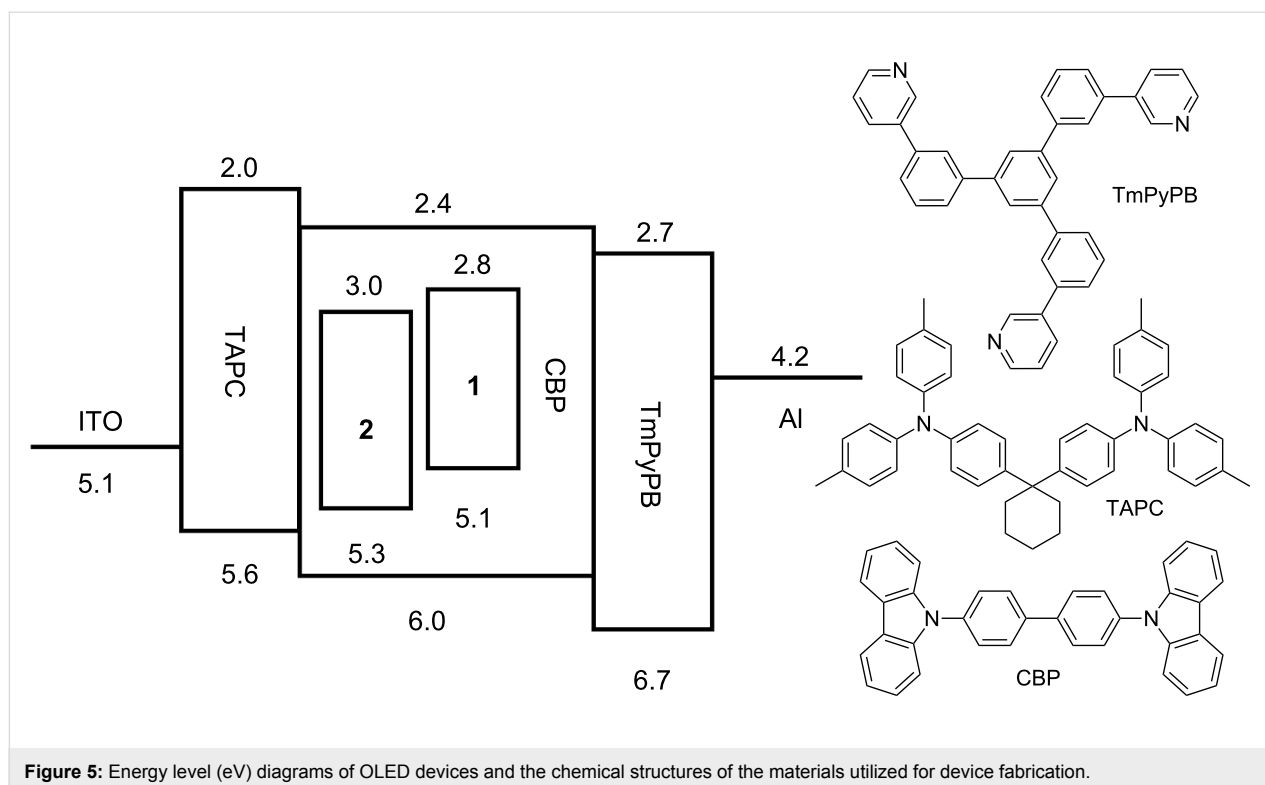 2.0
2.4
2.7
3.0
2.8
TAPC
2
1
CBP
TmPyPB
ITO
5.1
4.2
Al
5.6
5.3
5.1
6.0
6.7
N
N
N
TmPyPB
N
N
TAPC
N
N
CBP
Figure 5: Energy level (eV) diagrams of OLED devices and the chemical structures of the materials utilized for device fabrication.